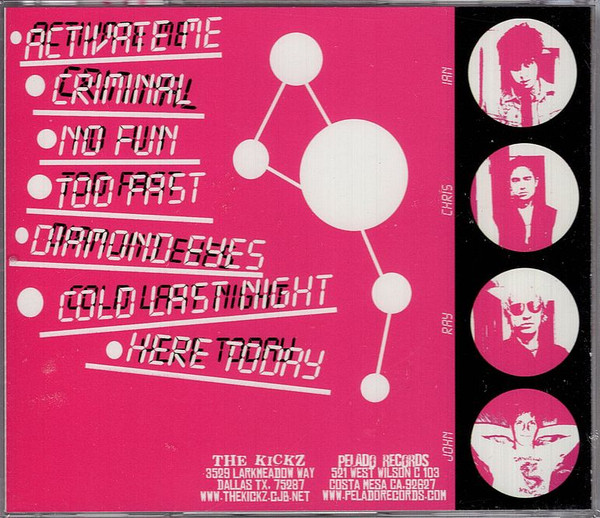 ACTIVATE ME
CRIMINAL
NO FUN
TOO FAST
DIAMOND EYES
COLD LAST NIGHT
HERE TODAY
IAN
CHRIS
RAY
JOHN
THE KICKZ
3529 LARKMEADOW WAY
DALLAS TX. 75287
WWW.THEKICKZ.CJB.NET
PELADO RECORDS
521 WEST WILSON C 103
COSTA MESA CA.92627
WWW.PELADORECORDS.COM